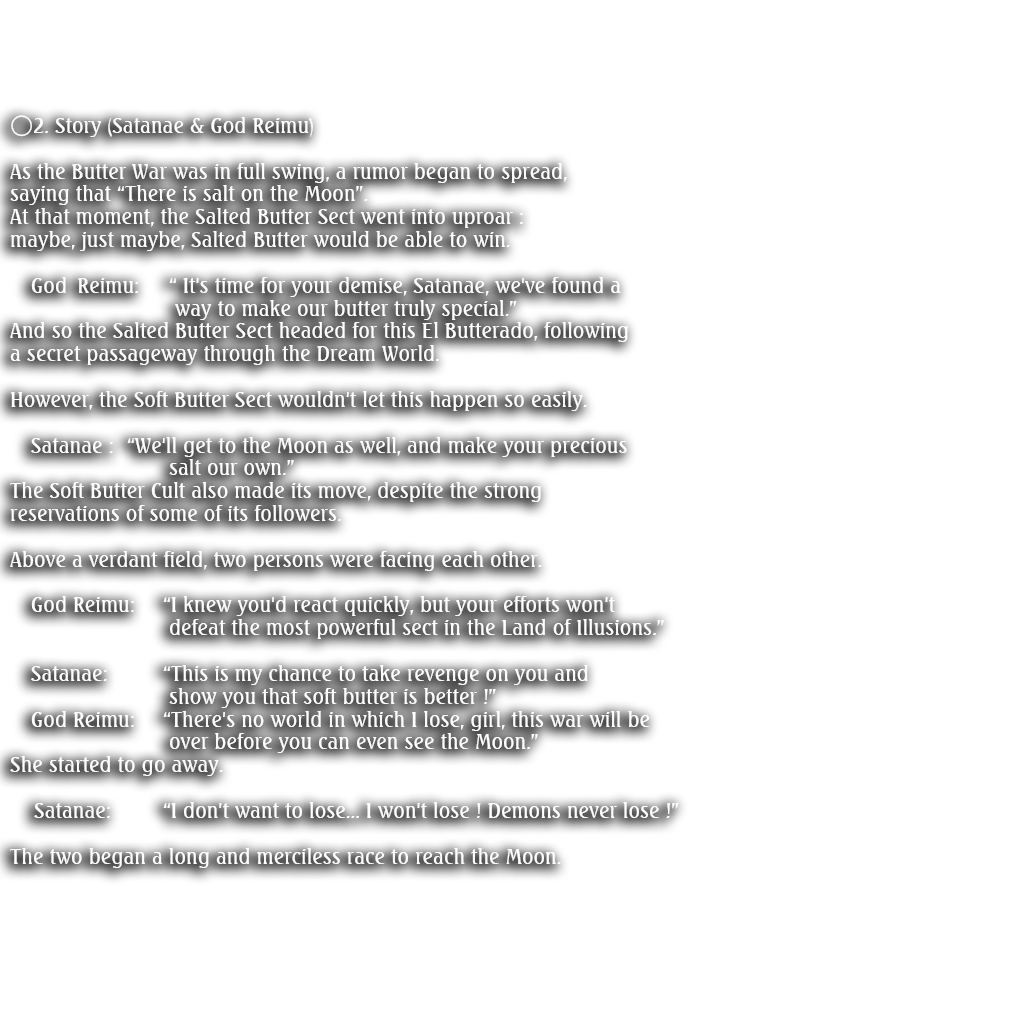 ○2. Story (Satanae & God Reimu)
As the Butter War was in full swing, a rumor began to spread,
saying that “There is salt on the Moon”.
At that moment, the Salted Butter Sect went into uproar :
maybe, just maybe, Salted Butter would be able to win.
God Reimu: “ It's time for your demise, Satanae, we've found a
way to make our butter truly special.”
And so the Salted Butter Sect headed for this El Butterado, following
a secret passageway through the Dream World.
However, the Soft Butter Sect wouldn't let this happen so easily.
Satanae : “We'll get to the Moon as well, and make your precious
salt our own.”
The Soft Butter Cult also made its move, despite the strong
reservations of some of its followers.
Above a verdant field, two persons were facing each other.
God Reimu: “I knew you'd react quickly, but your efforts won't
defeat the most powerful sect in the Land of Illusions.”
Satanae: “This is my chance to take revenge on you and
show you that soft butter is better !”
God Reimu: “There's no world in which I lose, girl, this war will be
over before you can even see the Moon.”
She started to go away.
Satanae: “I don't want to lose... I won't lose ! Demons never lose !”
The two began a long and merciless race to reach the Moon.